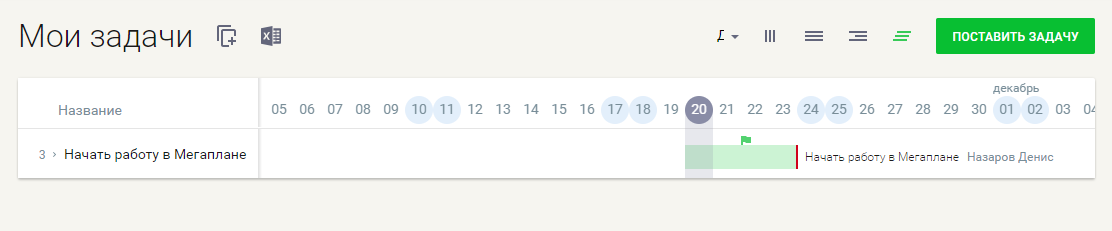 Мои задачи
Д
ПОСТАВИТЬ ЗАДАЧУ
декабрь
Название 05 06 07 08 09 10 11 12 13 14 15 16 17 18 19 20 21 22 23 24 25 26 27 28 29 30 01 02 03 04
3 › Начать работу в Мегаплане Начать работу в Мегаплане Назаров Денис